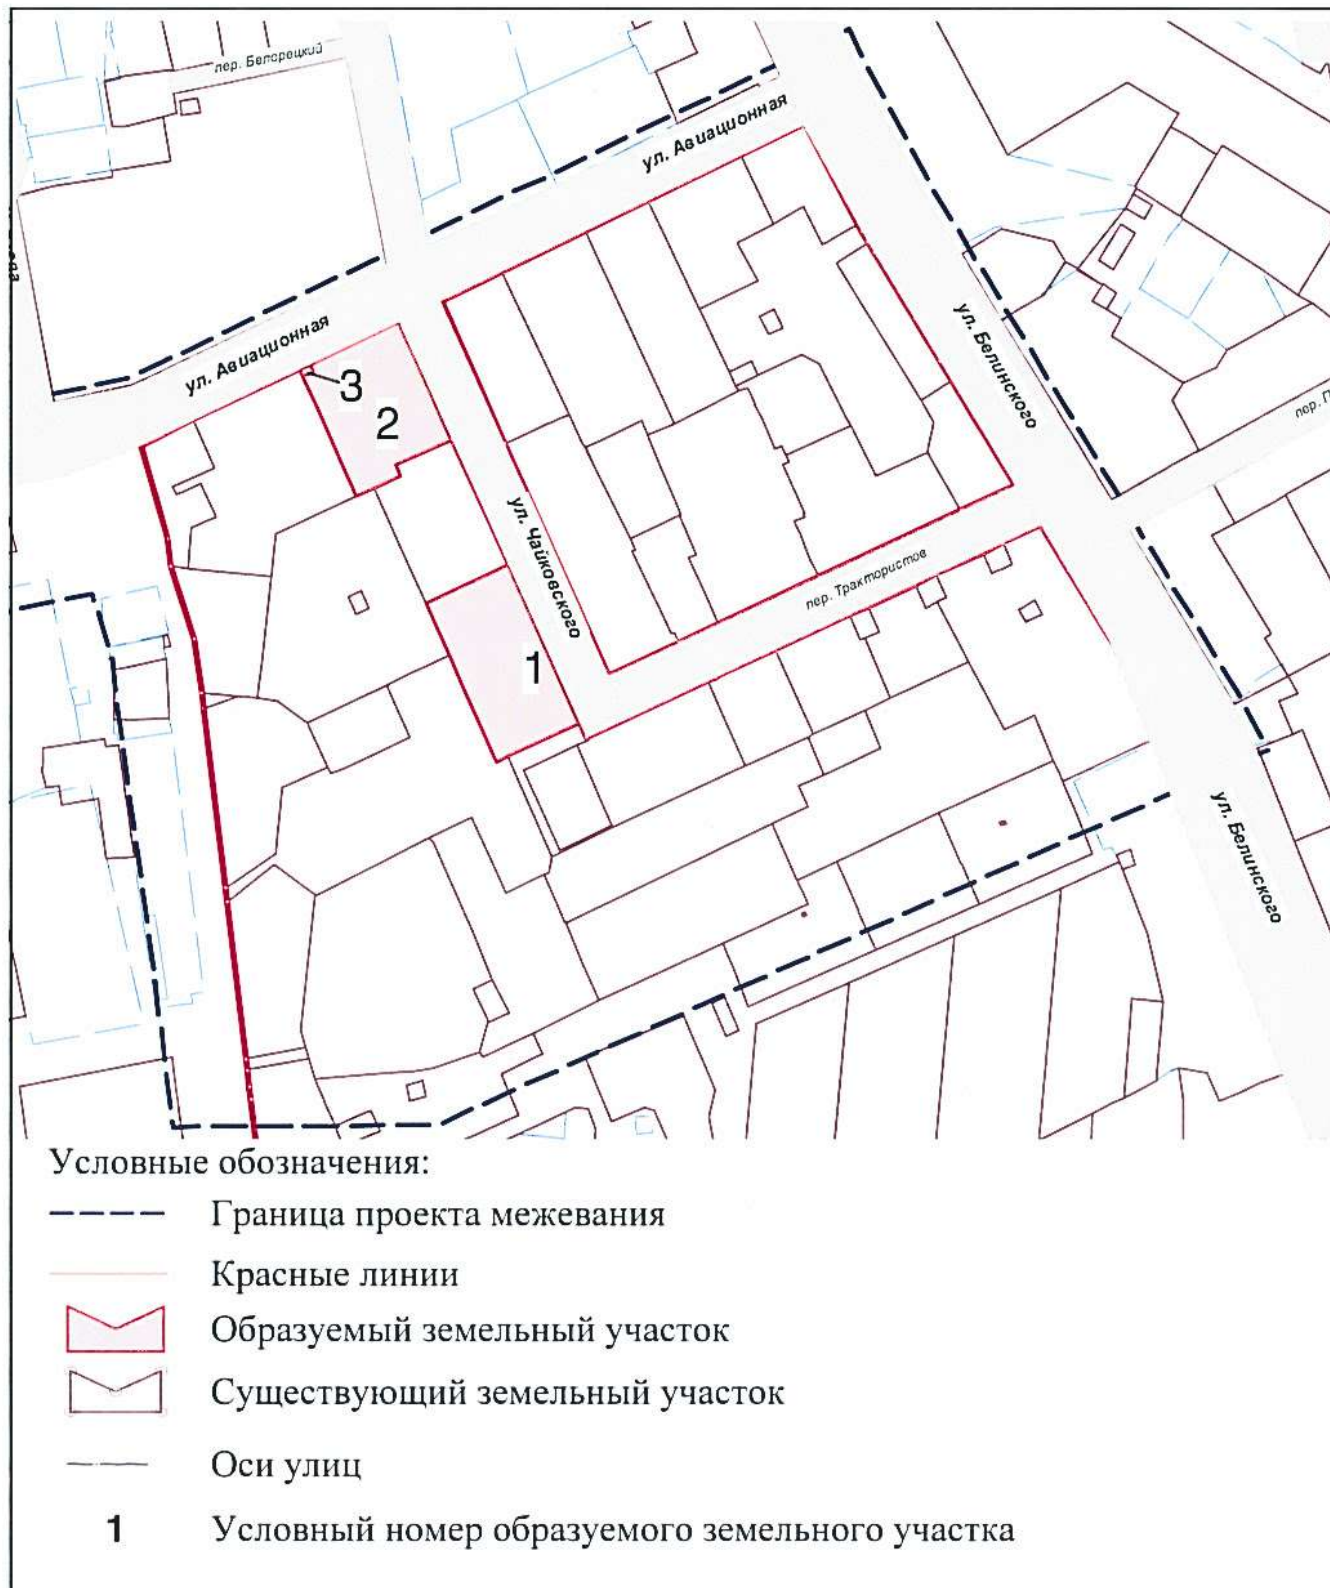 пер. Белорецкий
ул. Авиационная
ул. Авиационная
3
2
ул. Белинского
пер. П
ул. Чайковского
пер. Трактористов
1
ул. Белинского
Условные обозначения:
Граница проекта межевания
Красные линии
Образуемый земельный участок
Существующий земельный участок
Оси улиц
1 Условный номер образуемого земельного участка